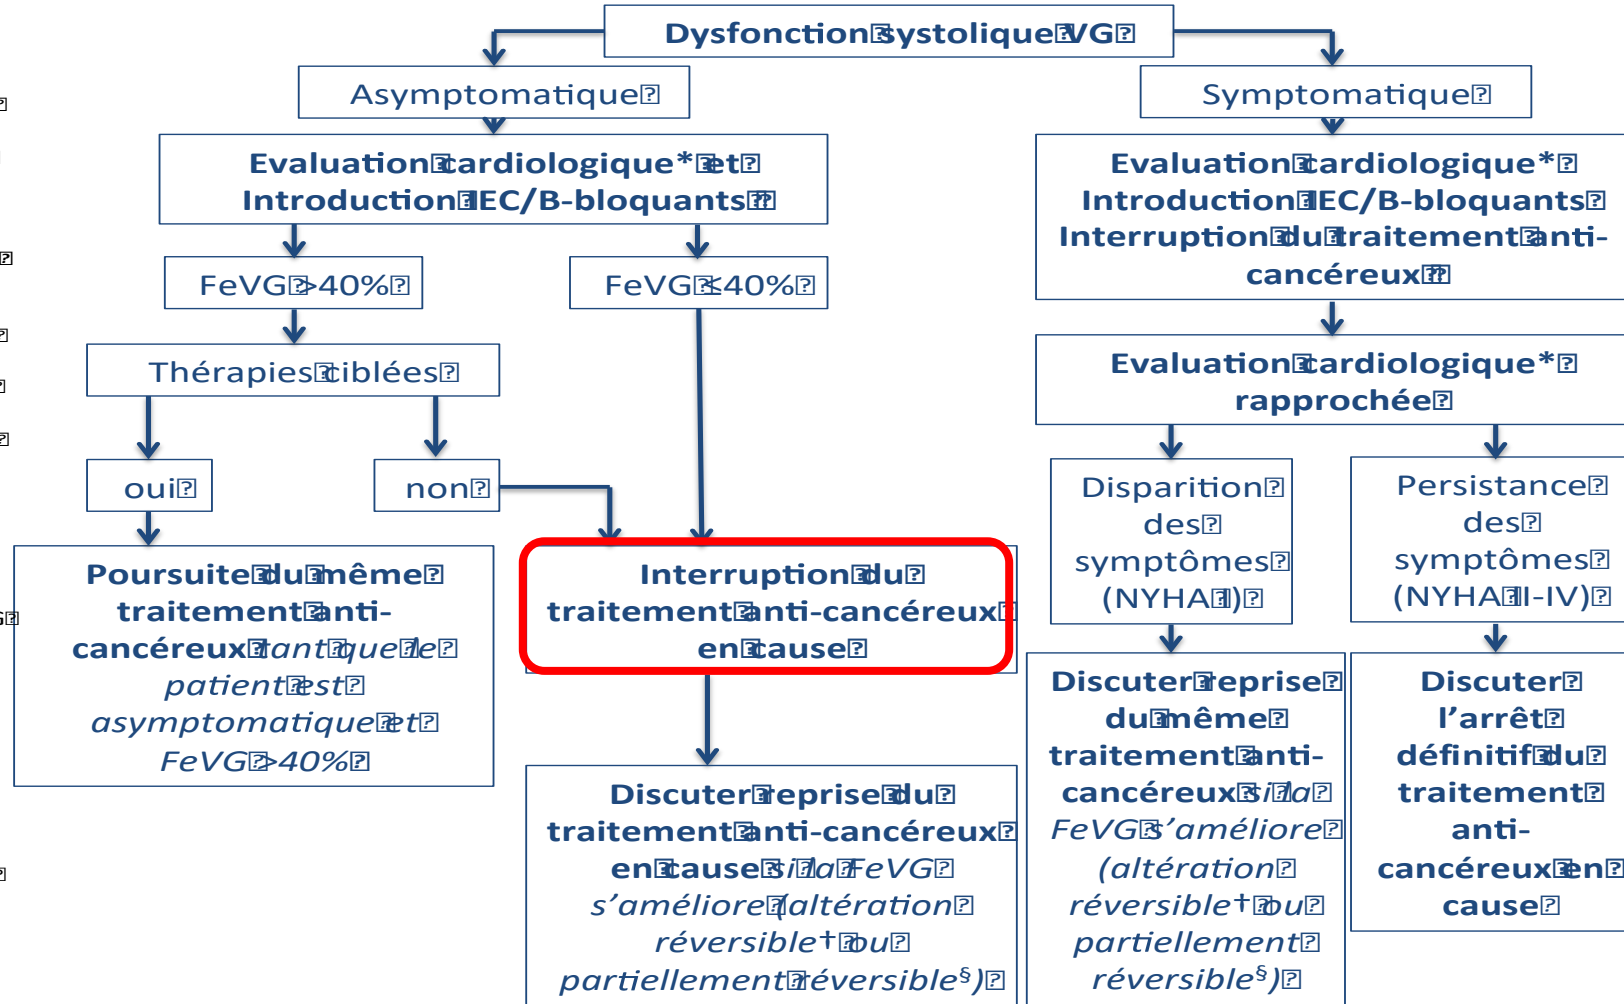 Dysfonction systolique VG
Asymptomatique
Symptomatique
Evaluation cardiologique* et
Introduction IEC/B-bloquants
Evaluation cardiologique*
Introduction IEC/B-bloquants
Interruption du traitement anti-
cancéreux
FeVG >40%
FeVG ≤40%
Thérapies ciblées
Evaluation cardiologique*
rapprochée
oui
non
Disparition
des
symptômes
(NYHA I)
Persistance
des
symptômes
(NYHA II-IV)
Poursuite du même
traitement anti-
cancéreux tant que le
patient est
asymptomatique et
FeVG >40%
Interruption du
traitement anti-cancéreux
en cause
Discuter reprise du
traitement anti-cancéreux
en cause si la FeVG
s’améliore (altération
réversible† ou
partiellement réversible§)
Discuter reprise
du même
traitement anti-
cancéreux si la
FeVG s’améliore
(altération
réversible† ou
partiellement
réversible§)
Discuter
l’arrêt
définitif du
traitement
anti-
cancéreux en
cause